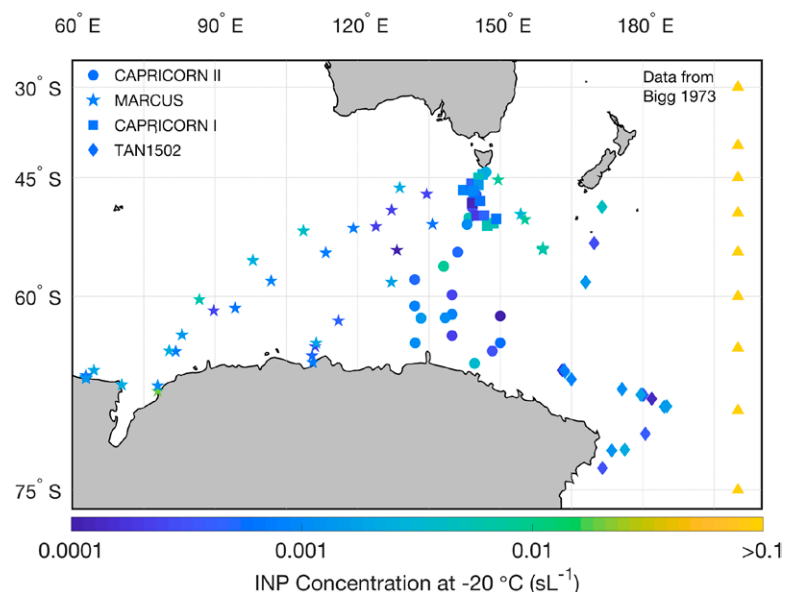 60° E 90° E 120° E 150° E 180° E
CAPRICORN II
MARCUS
CAPRICORN I
TAN1502
Data from
Bigg 1973
30° S
45° S
60° S
75° S
0.0001 0.001 0.01 >0.1
INP Concentration at -20 °C (sL⁻¹)